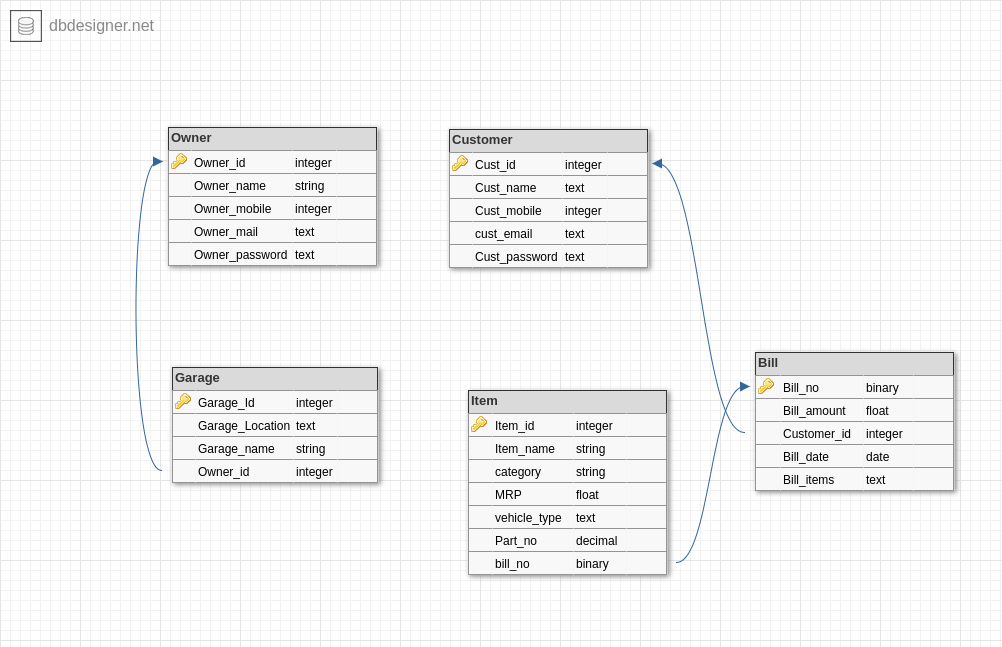 dbdesigner.net
Owner
Owner_id integer
Owner_name string
Owner_mobile integer
Owner_mail text
Owner_password text
Customer
Cust_id integer
Cust_name text
Cust_mobile integer
cust_email text
Cust_password text
Garage
Garage_Id integer
Garage_Location text
Garage_name string
Owner_id integer
Item
Item_id integer
Item_name string
category string
MRP float
vehicle_type text
Part_no decimal
bill_no binary
Bill
Bill_no binary
Bill_amount float
Customer_id integer
Bill_date date
Bill_items text